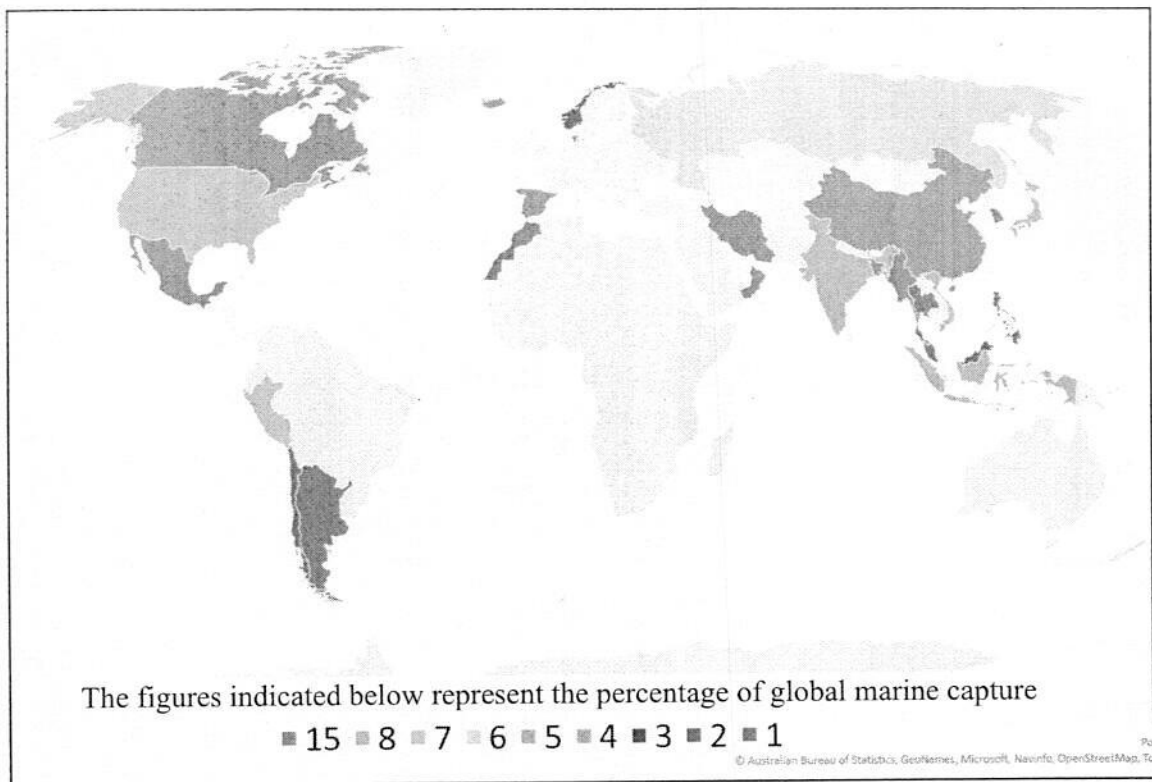 The figures indicated below represent the percentage of global marine capture
15 8 7 6 5 4 3 2 1
© Australian Bureau of Statistics, GeoNames, Microsoft, Navinfo, OpenStreetMap,